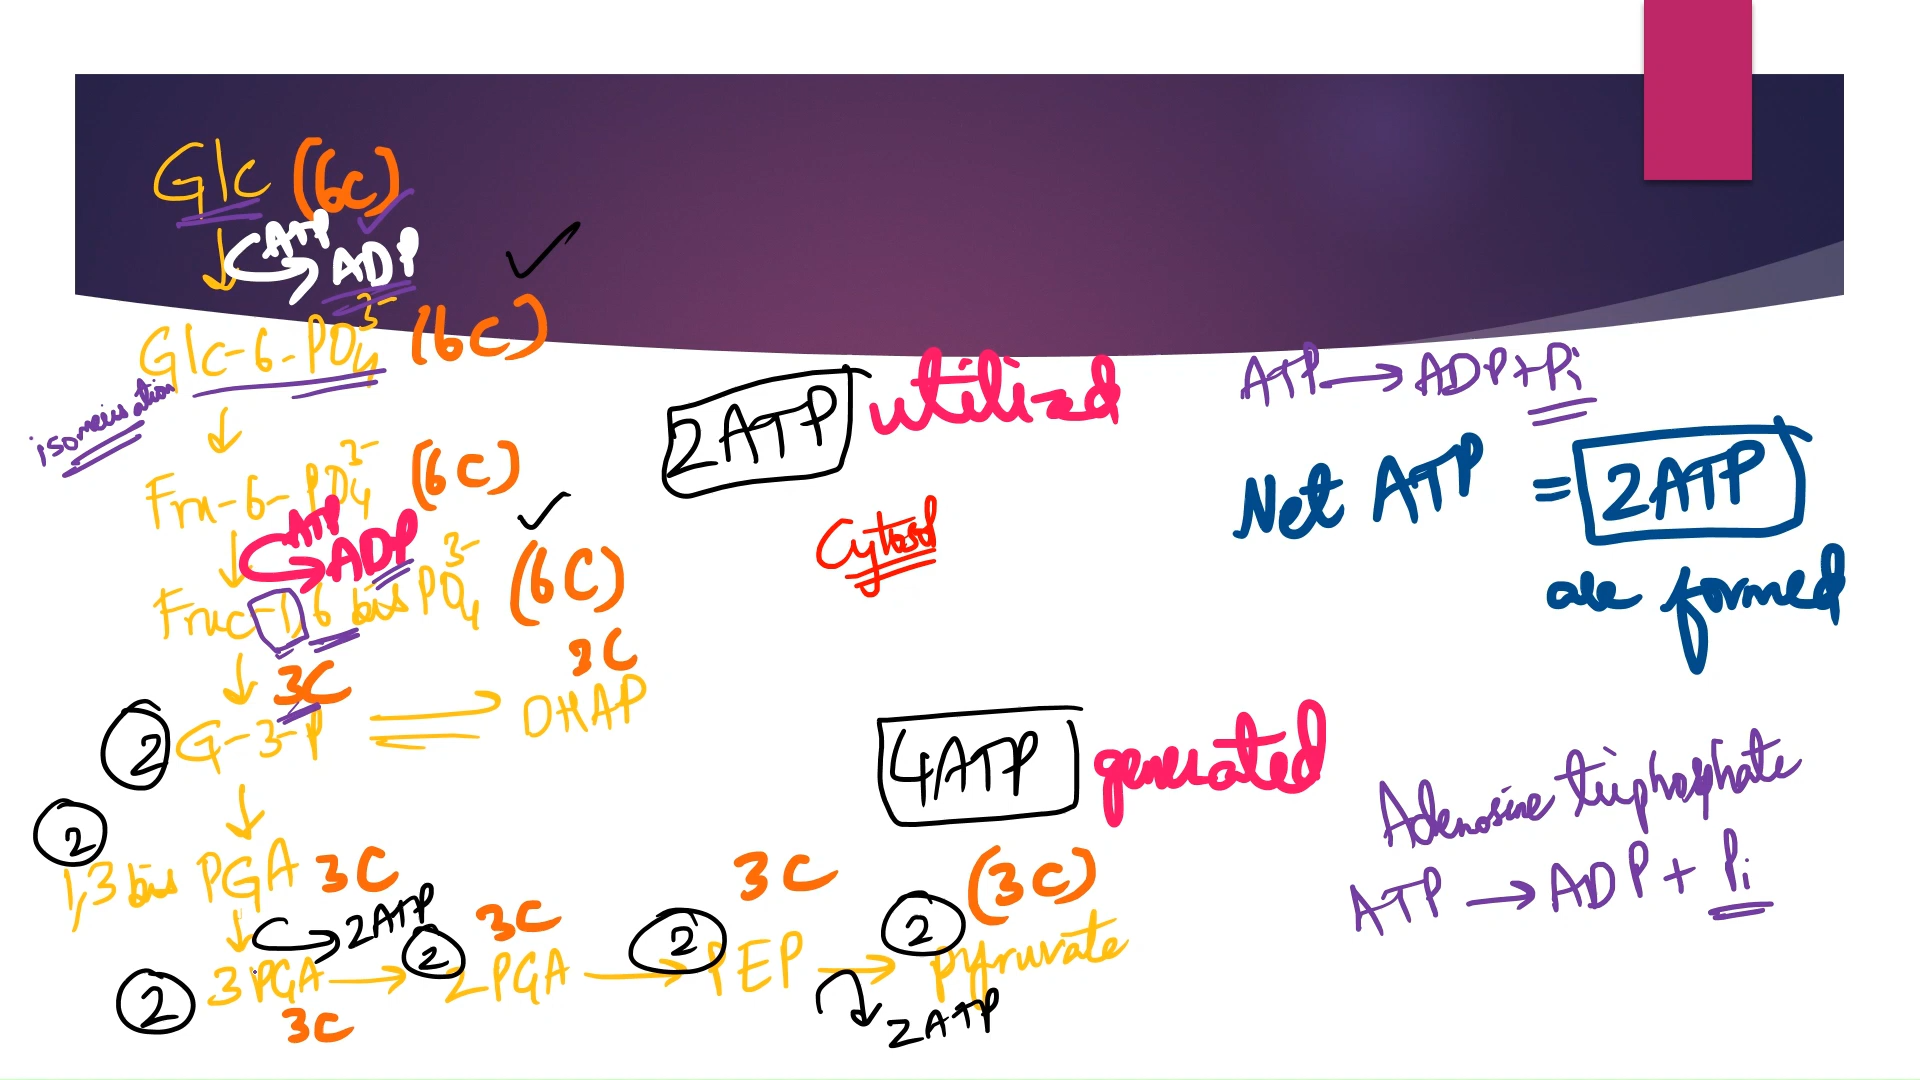 Glc (6C)
ATP
ADP
Glc-6-PO4 3- (6C)
isomerisation
Fru-6-PO4 3- (6C)
ATP
ADP
Fruc-1,6 bis PO4 3- (6C)
3C
3C
2 G-3-P
DHAP
2
1,3 bis PGA 3C
2ATP
2 3PGA
3C
2 2PGA
3C
2 PEP
3C
2ATP
2 Pyruvate
(3C)
2ATP utilized
Cytosol
4ATP generated
ATP → ADP+Pi
Net ATP = 2ATP
are formed
Adenosine triphosphate
ATP → ADP + Pi